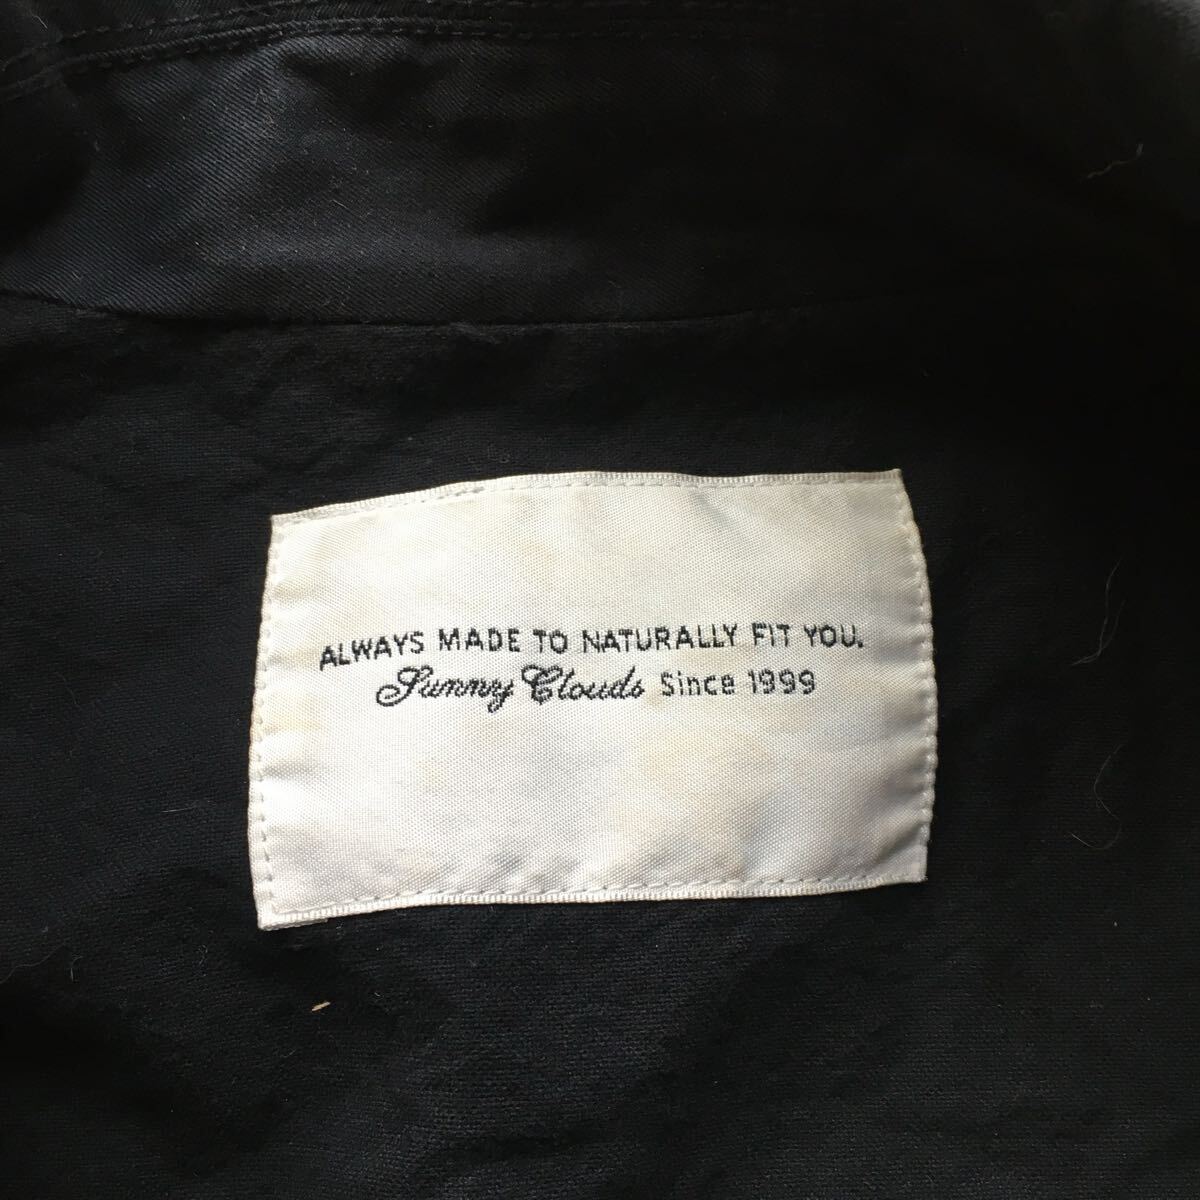 ALWAYS MADE TO NATURALLY FIT YOU.
Sunny Clouds Since 1999